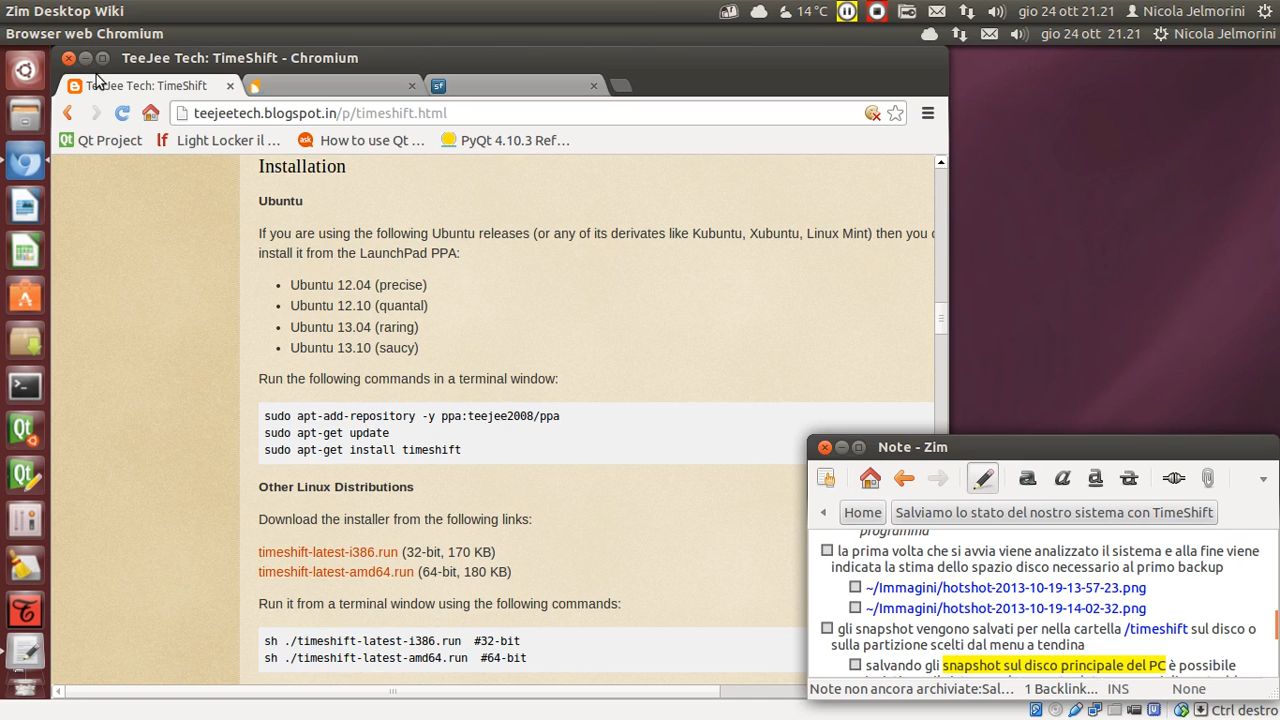 Zim Desktop Wiki
14 °C
gio 24 ott 21.21
Nicola Jelmorini
Browser web Chromium
gio 24 ott 21.21
Nicola Jelmorini
TeeJee Tech: TimeShift - Chromium
TeeJee Tech: TimeShift
sf
teejeetech.blogspot.in/p/timeshift.html
Qt Project
lf Light Locker il ...
ask How to use Qt ...
PyQt 4.10.3 Ref...
Installation
Ubuntu
If you are using the following Ubuntu releases (or any of its derivates like Kubuntu, Xubuntu, Linux Mint) then you
install it from the LaunchPad PPA:
• Ubuntu 12.04 (precise)
• Ubuntu 12.10 (quantal)
• Ubuntu 13.04 (raring)
• Ubuntu 13.10 (saucy)
Run the following commands in a terminal window:
sudo apt-add-repository -y ppa:teejee2008/ppa
sudo apt-get update
sudo apt-get install timeshift
Other Linux Distributions
Download the installer from the following links:
timeshift-latest-i386.run (32-bit, 170 KB)
timeshift-latest-amd64.run (64-bit, 180 KB)
Run it from a terminal window using the following commands:
sh ./timeshift-latest-i386.run #32-bit
sh ./timeshift-latest-amd64.run #64-bit
Note - Zim
Home
Salviamo lo stato del nostro sistema con TimeShift
programma
la prima volta che si avvia viene analizzato il sistema e alla fine viene
indicata la stima dello spazio disco necessario al primo backup
~/Immagini/hotshot-2013-10-19-13-57-23.png
~/Immagini/hotshot-2013-10-19-14-02-32.png
gli snapshot vengono salvati per nella cartella /timeshift sul disco o
sulla partizione scelti dal menu a tendina
salvando gli snapshot sul disco principale del PC è possibile
Note non ancora archiviate:Sal...
1 Backlink...
INS
None
Ctrl destro